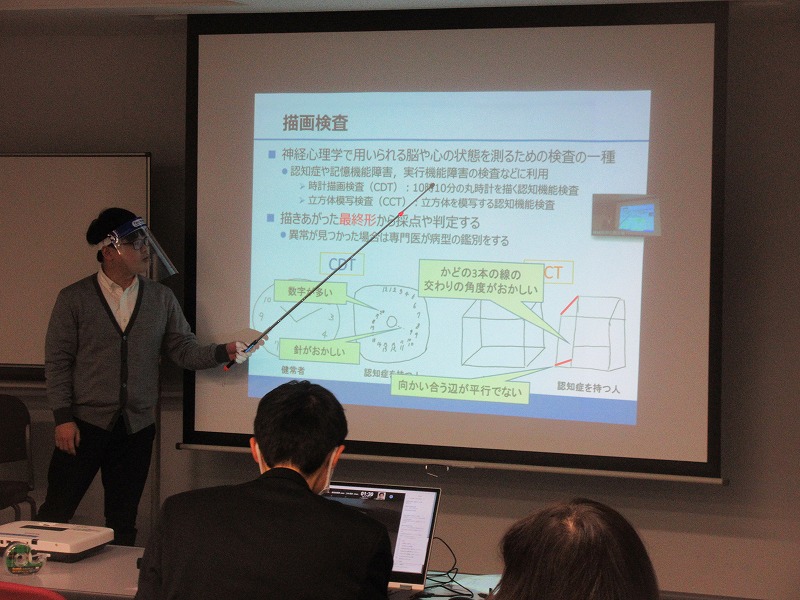 描画検査
■ 神経心理学で用いられる脳や心の状態を測るための検査の一種
● 認知症や記憶機能障害，実行機能障害の検査などに利用
➢ 時計描画検査（CDT）：10時10分の丸時計を描く認知機能検査
➢ 立方体模写検査（CCT）：立方体を模写する認知機能検査
■ 描きあがった最終形から採点や判定する
● 異常が見つかった場合は専門医が病型の鑑別をする
CDT
CT
数字が多い
針がおかしい
かどの3本の線の
交わりの角度がおかしい
向かい合う辺が平行でない
健常者
認知症を持つ人
認知症を持つ人
01:39